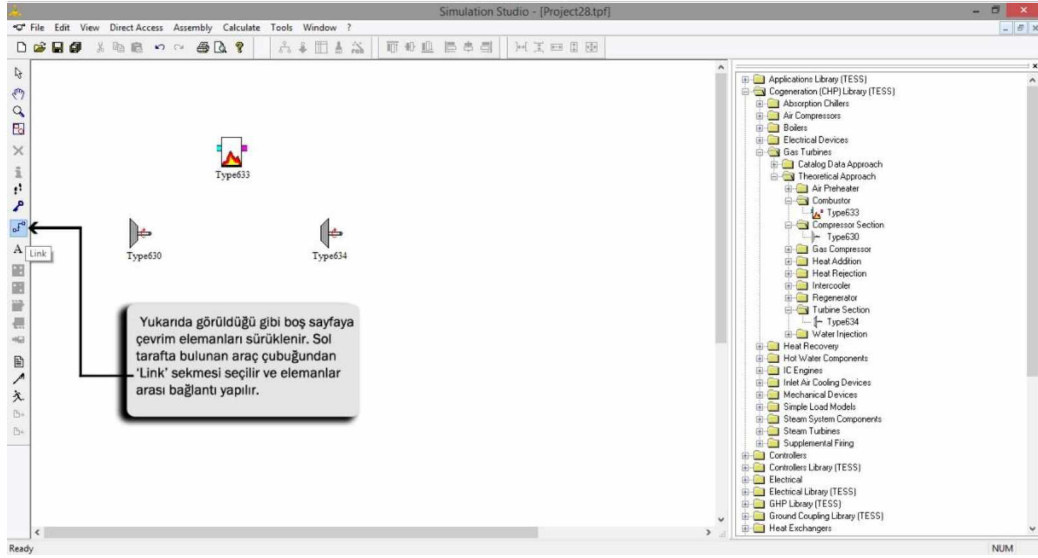 Simulation Studio - [Project28.tpf]
File Edit View Direct Access Assembly Calculate Tools Window ?
Type633
Type630
Type634
A
Link
Yukarıda görüldüğü gibi boş sayfaya
çevrim elemanları sürüklenir. Sol
tarafta bulunan araç çubuğundan
'Link' sekmesi seçilir ve elemanlar
arası bağlantı yapılır.
Applications Library (TESS)
Cogeneration (CHP) Library (TESS)
Absorption Chillers
Air Compressors
Boilers
Electrical Devices
Gas Turbines
Catalog Data Approach
Theoretical Approach
Air Preheater
Combustor
Type633
Compressor Section
Type630
Gas Compressor
Heat Addition
Heat Rejection
Intercooler
Regenerator
Turbine Section
Type634
Water Injection
Heat Recovery
Hot Water Components
IC Engines
Inlet Air Cooling Devices
Mechanical Devices
Simple Load Models
Steam System Components
Steam Turbines
Supplemental Firing
Controllers
Controllers Library (TESS)
Electrical
Electrical Library (TESS)
GHP Library (TESS)
Ground Coupling Library (TESS)
Heat Exchangers
Ready
NUM